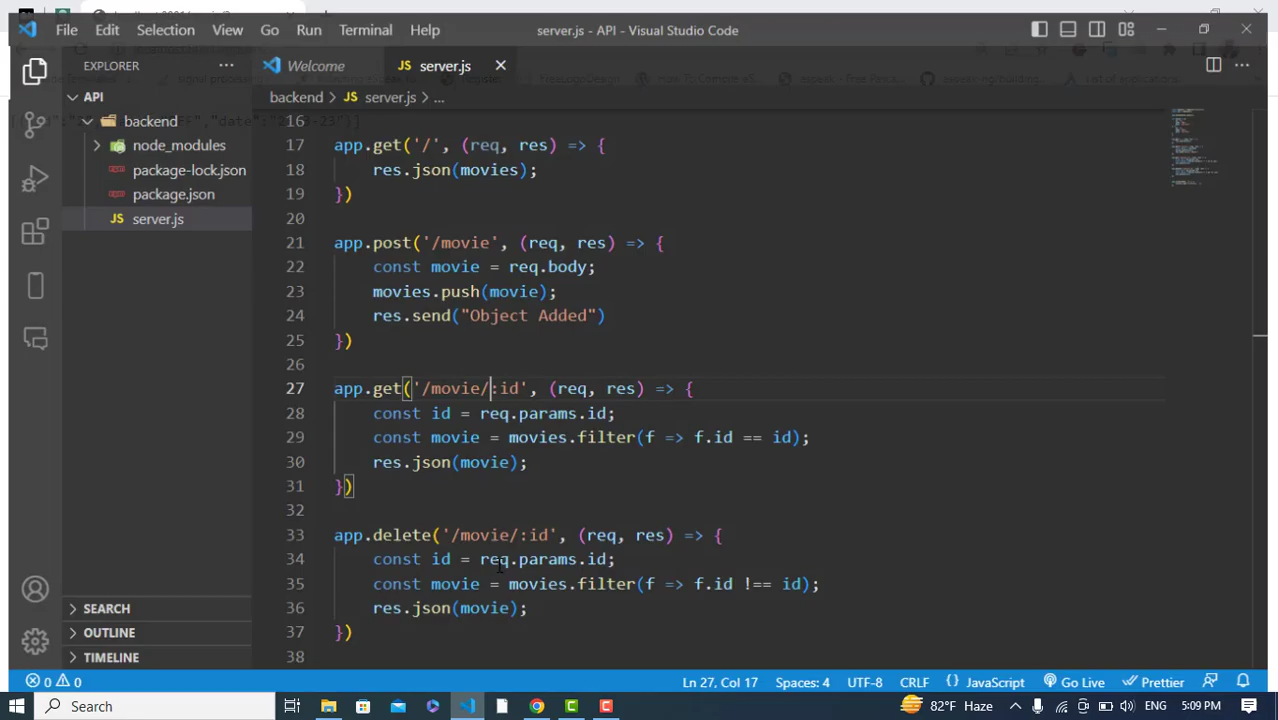 File Edit Selection View Go Run Terminal Help server.js - API - Visual Studio Code
EXPLORER ··· Welcome JS server.js
API
backend > JS server.js > ...
backend
node_modules
package-lock.json
package.json
JS server.js
16
17 app.get('/', (req, res) => {
18 res.json(movies);
19 })
20
21 app.post('/movie', (req, res) => {
22 const movie = req.body;
23 movies.push(movie);
24 res.send("Object Added")
25 })
26
27 app.get('/movie/:id', (req, res) => {
28 const id = req.params.id;
29 const movie = movies.filter(f => f.id == id);
30 res.json(movie);
31 })
32
33 app.delete('/movie/:id', (req, res) => {
34 const id = req.params.id;
35 const movie = movies.filter(f => f.id !== id);
36 res.json(movie);
37 })
38
SEARCH
OUTLINE
TIMELINE
0 0 Ln 27, Col 17 Spaces: 4 UTF-8 CRLF {} JavaScript Go Live Prettier
Search 82°F Haze ENG 5:09 PM